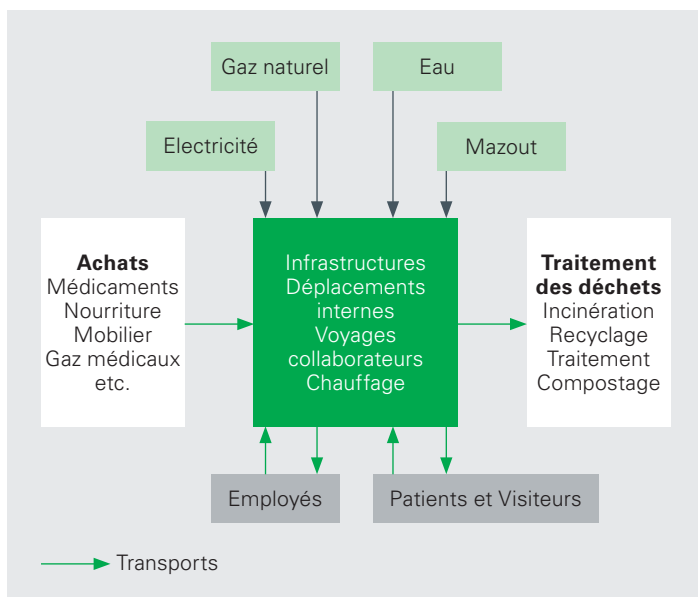 Gaz naturel
Eau
Electricité
Mazout
Achats
Médicaments
Nourriture
Mobilier
Gaz médicaux
etc.
Infrastructures
Déplacements
internes
Voyages
collaborateurs
Chauffage
Traitement
des déchets
Incinération
Recyclage
Traitement
Compostage
Employés
Patients et Visiteurs
Transports